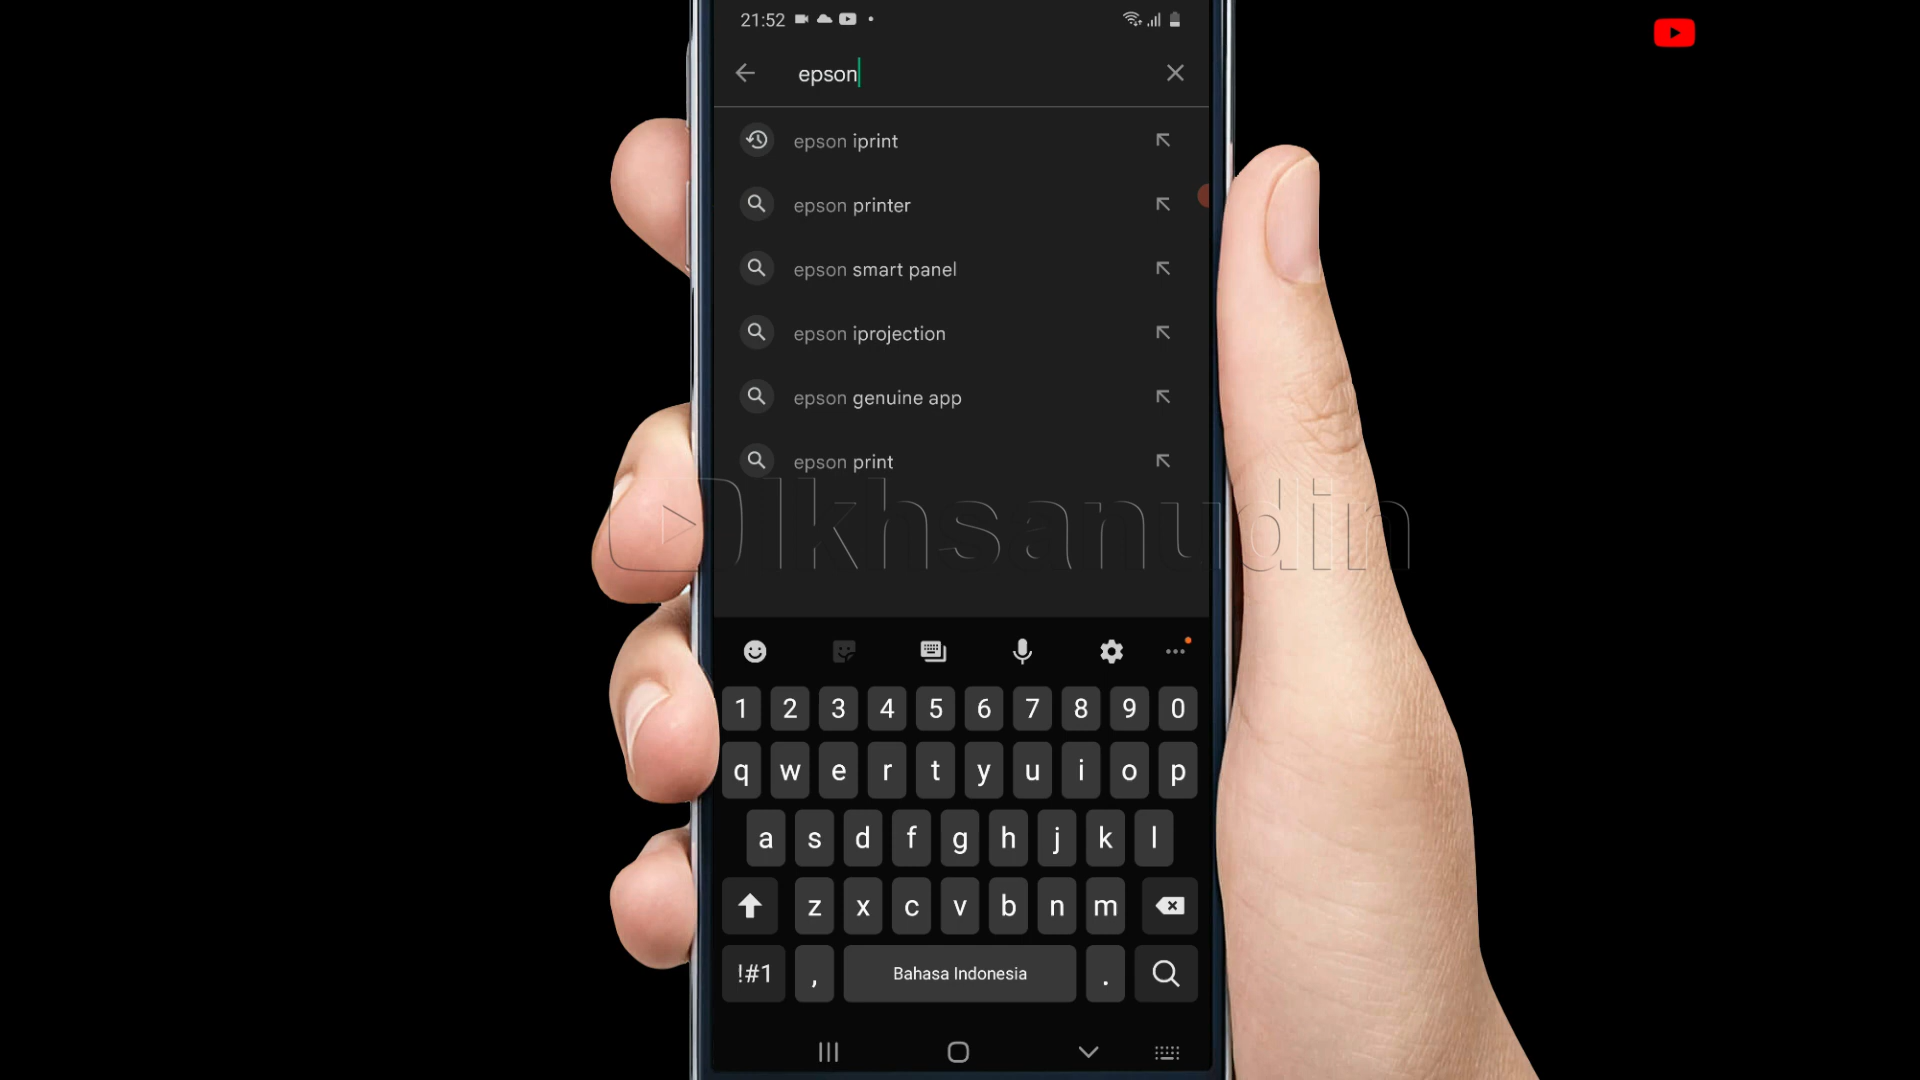 21:52
epson
epson iprint
epson printer
epson smart panel
epson iprojection
epson genuine app
epson print
Ikhsanudin
1 2 3 4 5 6 7 8 9 0
q w e r t y u i o p
a s d f g h j k l
z x c v b n m
!#1 , Bahasa Indonesia .